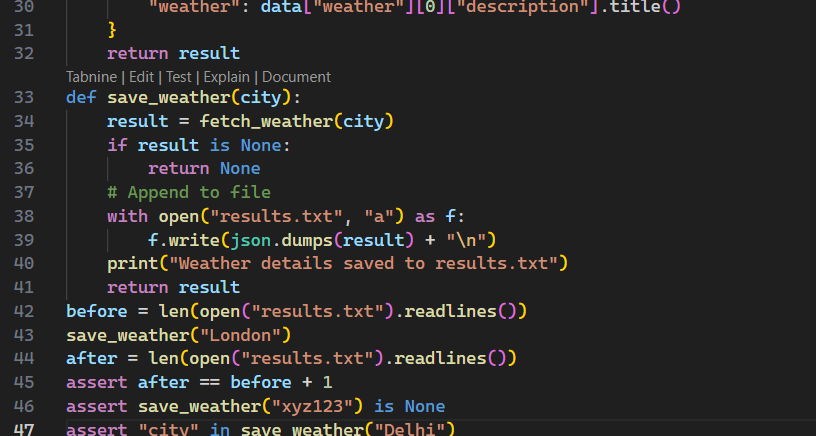 30 "weather": data["weather"][0]["description"].title()
31 }
32 return result
Tabnine | Edit | Test | Explain | Document
33 def save_weather(city):
34 result = fetch_weather(city)
35 if result is None:
36 return None
37 # Append to file
38 with open("results.txt", "a") as f:
39 f.write(json.dumps(result) + "\n")
40 print("Weather details saved to results.txt")
41 return result
42 before = len(open("results.txt").readlines())
43 save_weather("London")
44 after = len(open("results.txt").readlines())
45 assert after == before + 1
46 assert save_weather("xyz123") is None
47 assert "city" in save_weather("Delhi")